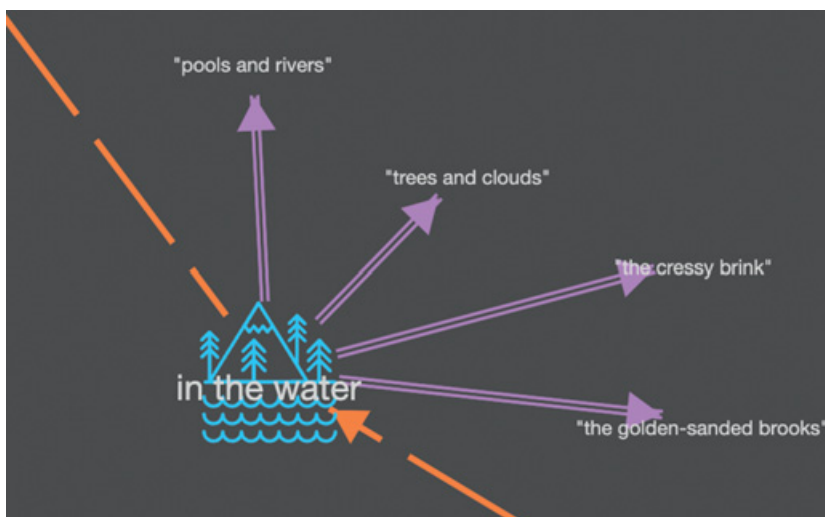 "pools and rivers"
"trees and clouds"
"the cressy brink"
in the water
"the golden-sanded brooks"